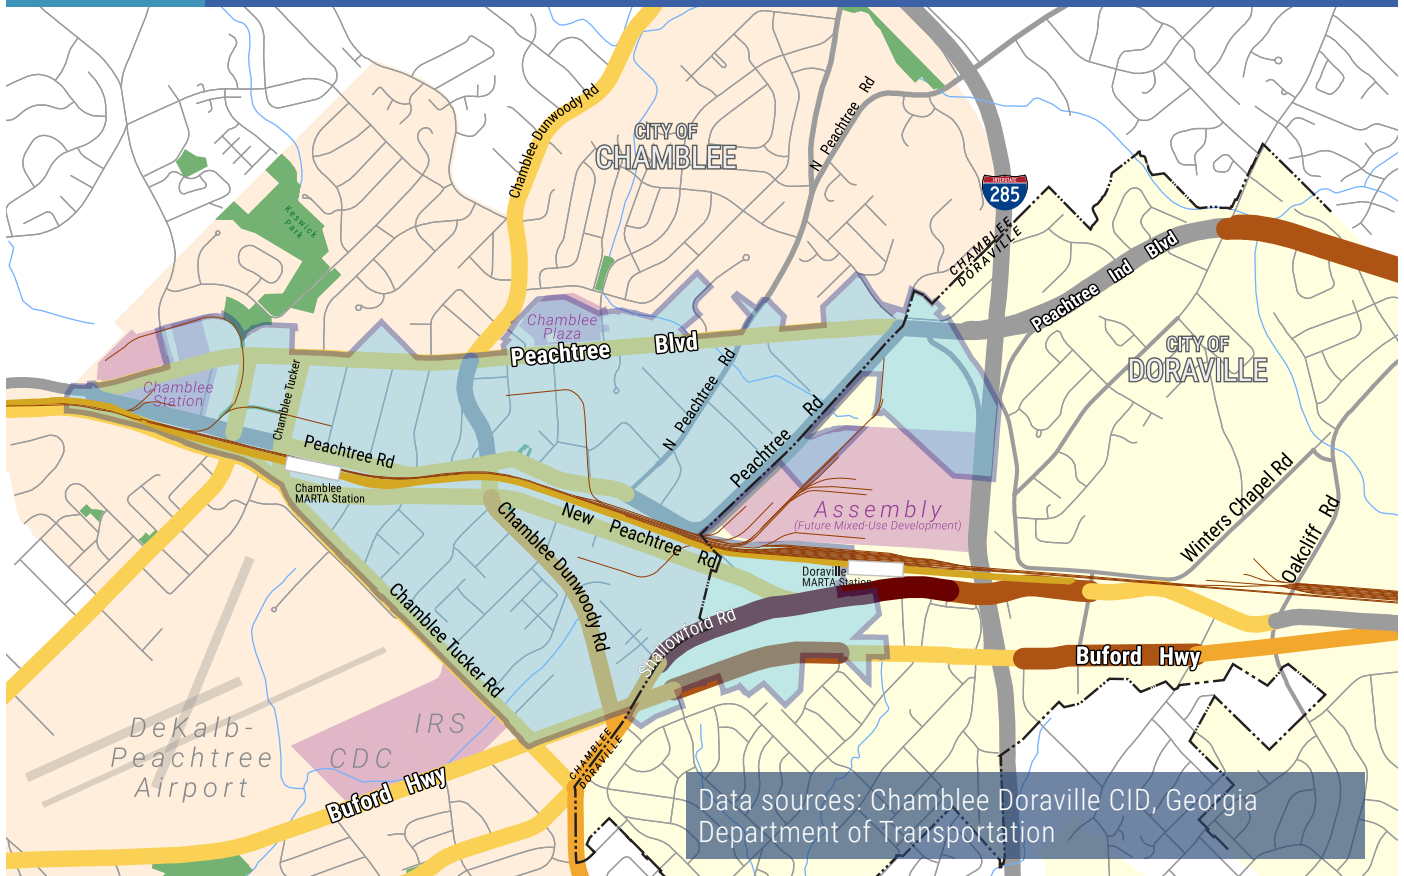 Chamblee Dunwoody Rd
CITY OF
CHAMBLEE
N Peachtree Rd
INTERSTATE
285
Keswick
Park
CHAMBLEE
DORAVILLE
Peachtree Ind Blvd
Chamblee
Plaza
Peachtree Blvd
CITY OF
DORAVILLE
Chamblee
Station
Chamblee Tucker
N Peachtree Rd
Peachtree Rd
Peachtree Rd
Chamblee
MARTA Station
Assembly
(Future Mixed-Use Development)
Winters Chapel Rd
Oakcliff Rd
New Peachtree Rd
Chamblee Dunwoody Rd
Doraville
MARTA Station
Chamblee Tucker Rd
Shallowford Rd
Buford Hwy
IRS
CDC
DeKalb-
Peachtree
Airport
CHAMBLEE
DORAVILLE
Buford Hwy
Data sources: Chamblee Doraville CID, Georgia
Department of Transportation